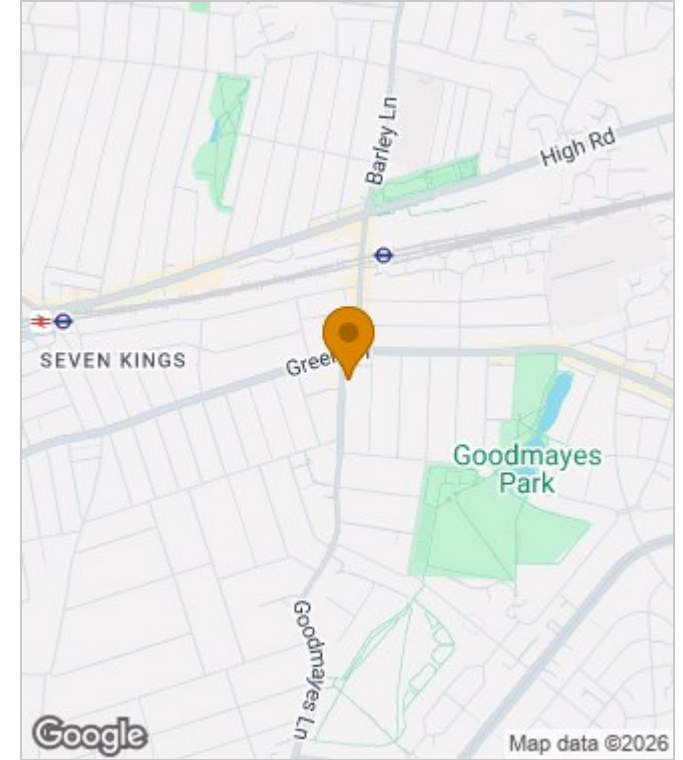 Barley Ln
High Rd
SEVEN KINGS
Goodmayes
Park
Goodmayes Ln
Google
Map data ©2026